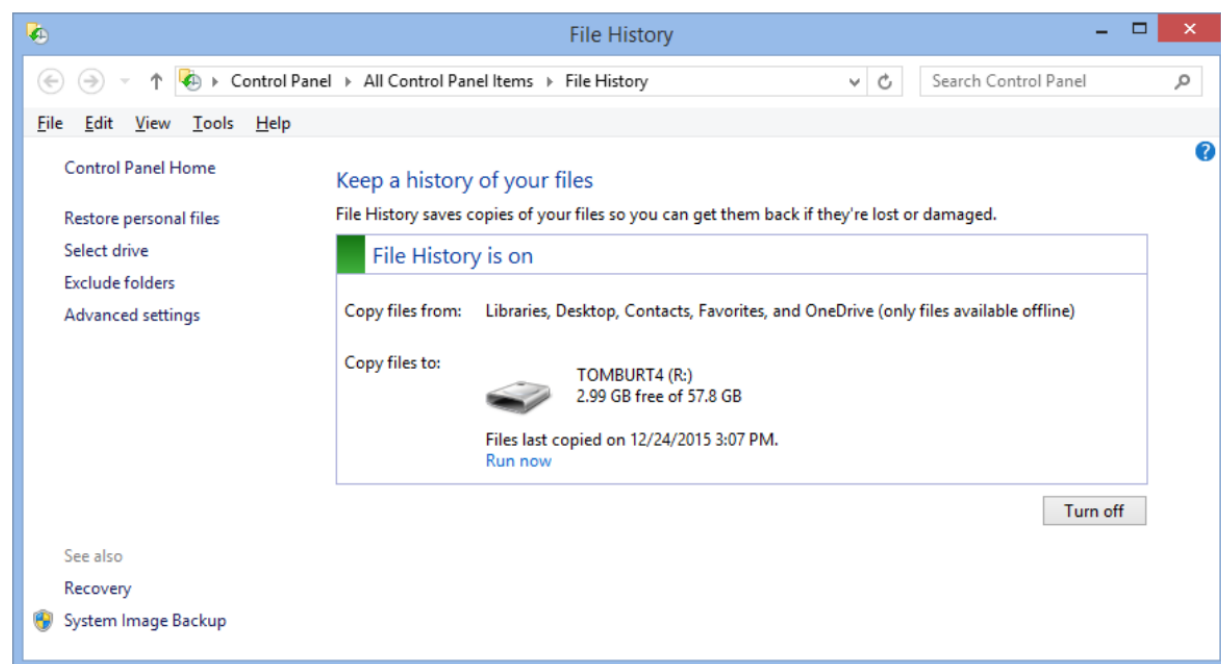 File History
Control Panel All Control Panel Items File History Search Control Panel
File Edit View Tools Help
Control Panel Home
Restore personal files
Select drive
Exclude folders
Advanced settings
Keep a history of your files
File History saves copies of your files so you can get them back if they're lost or damaged.
File History is on
Copy files from: Libraries, Desktop, Contacts, Favorites, and OneDrive (only files available offline)
Copy files to:
TOMBURT4 (R:)
2.99 GB free of 57.8 GB
Files last copied on 12/24/2015 3:07 PM.
Run now
Turn off
See also
Recovery
System Image Backup